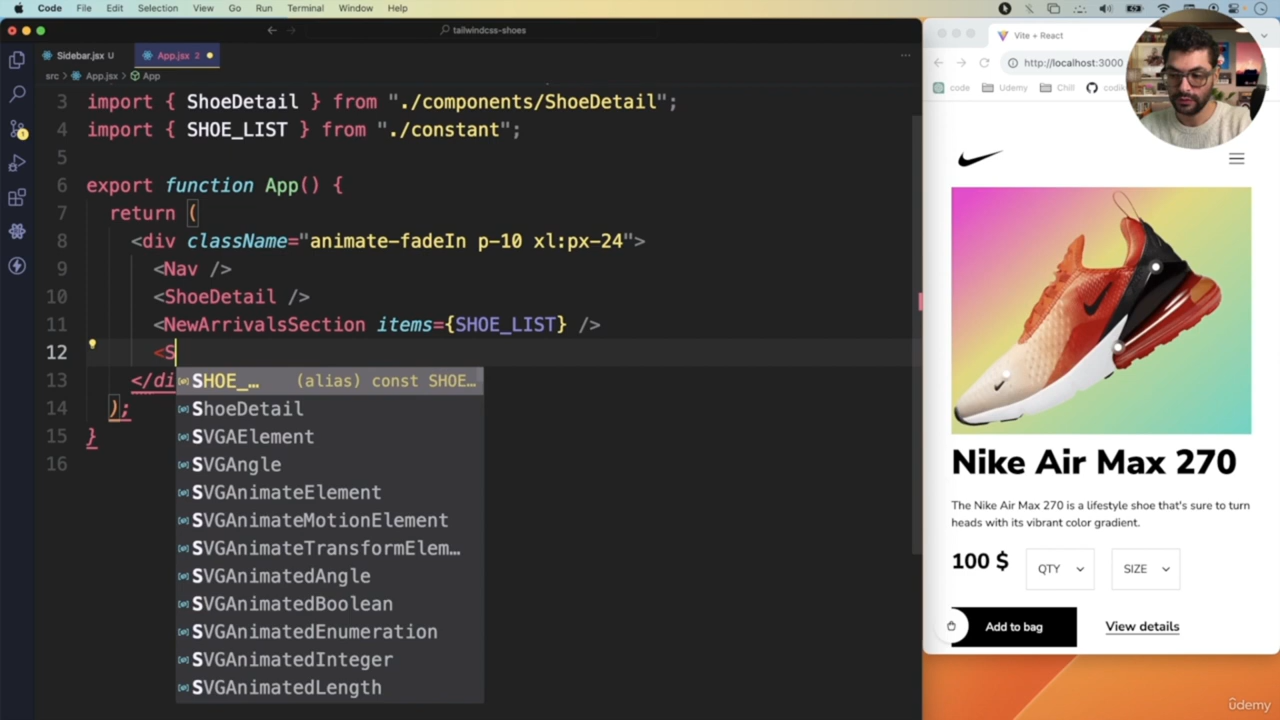 Code File Edit Selection View Go Run Terminal Window Help
tailwindcss-shoes
Sidebar.jsx U App.jsx 2
src > App.jsx > App
3 import { ShoeDetail } from "./components/ShoeDetail";
4 import { SHOE_LIST } from "./constant";
5
6 export function App() {
7 return (
8 <div className="animate-fadeIn p-10 xl:px-24">
9 <Nav />
10 <ShoeDetail />
11 <NewArrivalsSection items={SHOE_LIST} />
12 <S
13 </di
14 );
15 }
16
SHOE_… (alias) const SHOE…
ShoeDetail
SVGAElement
SVGAngle
SVGAnimateElement
SVGAnimateMotionElement
SVGAnimateTransformElem…
SVGAnimatedAngle
SVGAnimatedBoolean
SVGAnimatedEnumeration
SVGAnimatedInteger
SVGAnimatedLength
Vite + React
http://localhost:3000
code Udemy Chill
Nike Air Max 270
The Nike Air Max 270 is a lifestyle shoe that's sure to turn
heads with its vibrant color gradient.
100 $ QTY SIZE
Add to bag View details
ûdemy